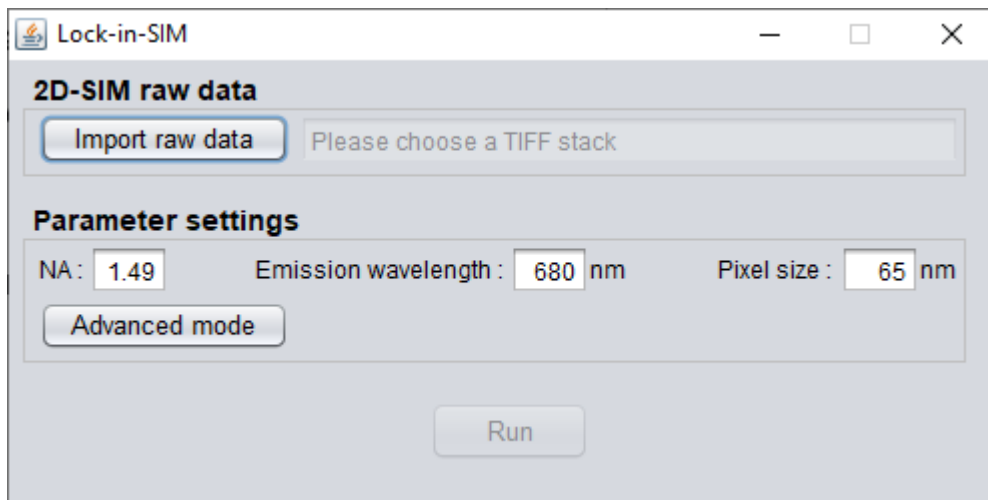 Lock-in-SIM
2D-SIM raw data
Import raw data Please choose a TIFF stack
Parameter settings
NA : 1.49 Emission wavelength : 680 nm Pixel size : 65 nm
Advanced mode
Run